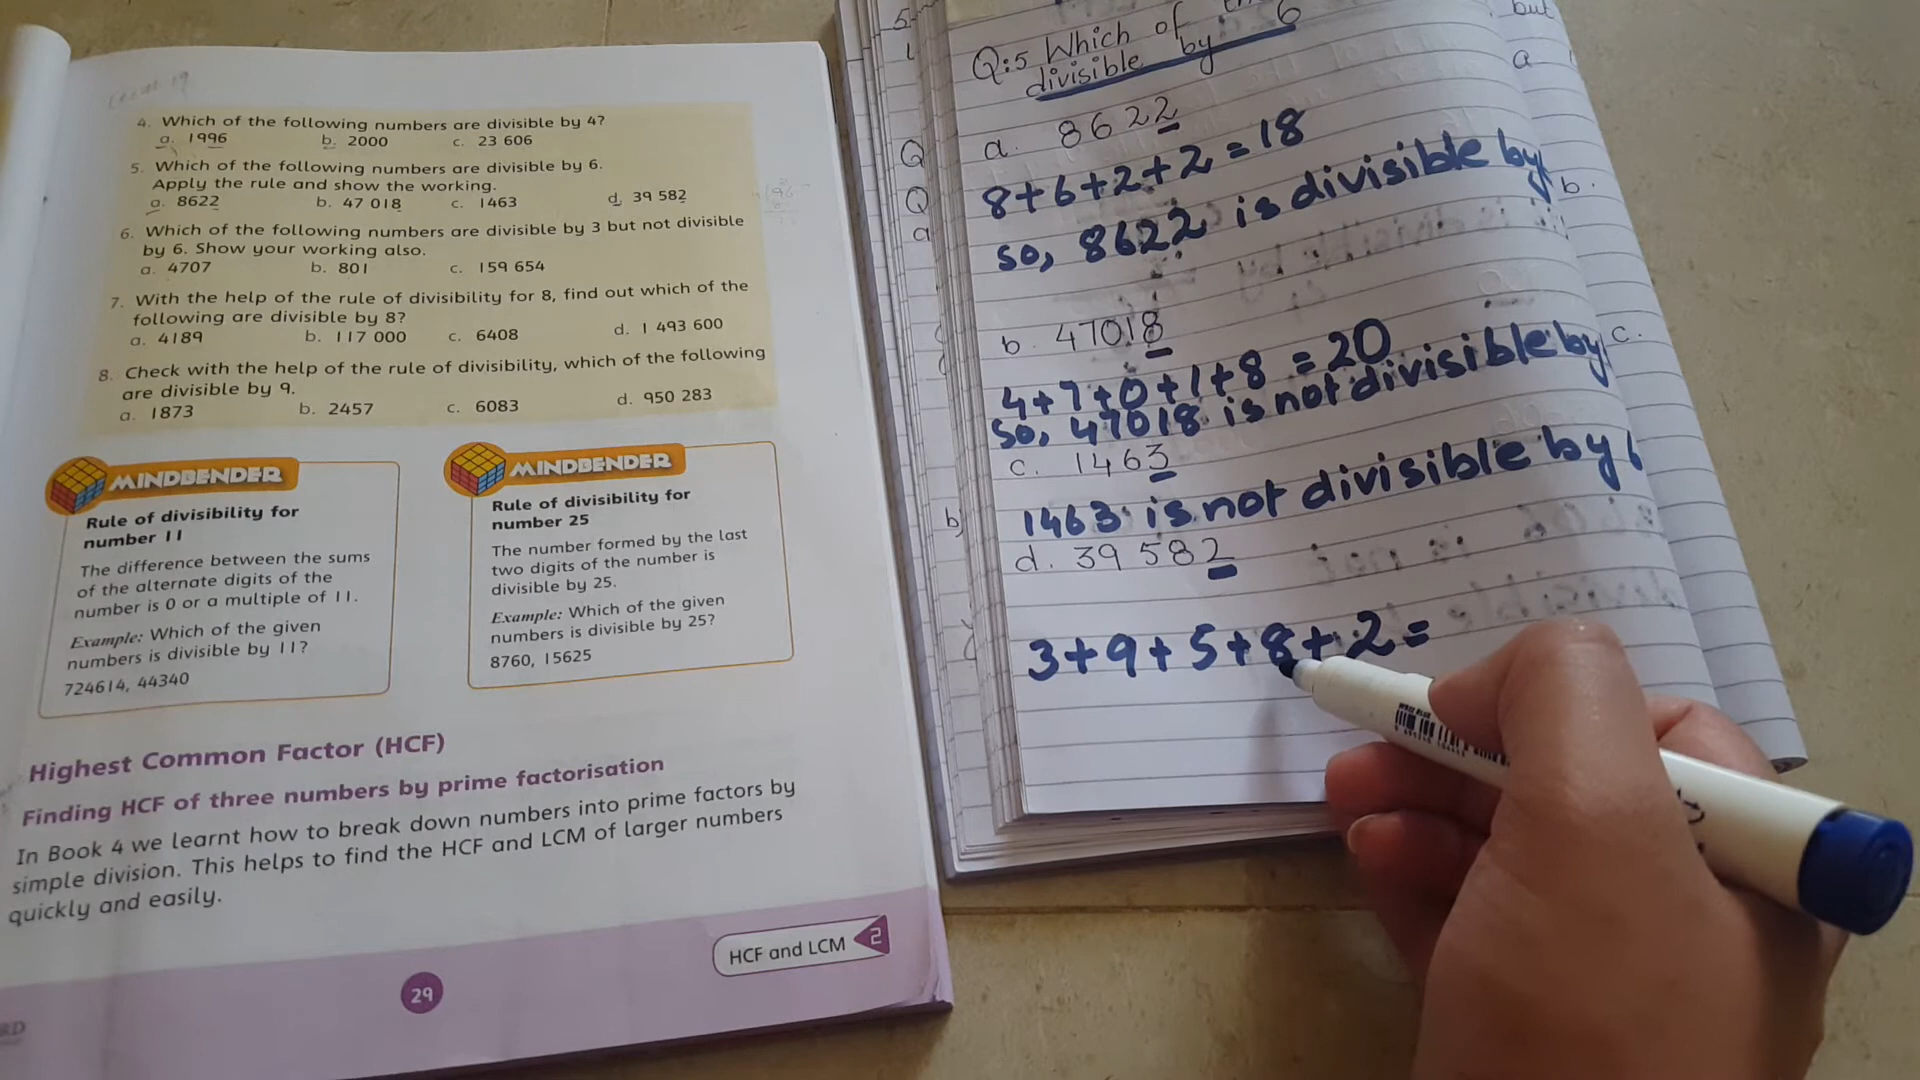 4. Which of the following numbers are divisible by 4?
a. 1996 b. 2000 c. 23 606
5. Which of the following numbers are divisible by 6.
Apply the rule and show the working.
a. 8622 b. 47 018 c. 1463 d. 39 582
6. Which of the following numbers are divisible by 3 but not divisible
by 6. Show your working also.
a. 4707 b. 801 c. 159 654
7. With the help of the rule of divisibility for 8, find out which of the
following are divisible by 8?
a. 4189 b. 117 000 c. 6408 d. 1 493 600
8. Check with the help of the rule of divisibility, which of the following
are divisible by 9.
a. 1873 b. 2457 c. 6083 d. 950 283
MINDBENDER
Rule of divisibility for
number 11
The difference between the sums
of the alternate digits of the
number is 0 or a multiple of 11.
Example: Which of the given
numbers is divisible by 11?
724614, 44340
MINDBENDER
Rule of divisibility for
number 25
The number formed by the last
two digits of the number is
divisible by 25.
Example: Which of the given
numbers is divisible by 25?
8760, 15625
Highest Common Factor (HCF)
Finding HCF of three numbers by prime factorisation
In Book 4 we learnt how to break down numbers into prime factors by
simple division. This helps to find the HCF and LCM of larger numbers
quickly and easily.
HCF and LCM 2
29
Q:5 Which of
divisible by 6
a. 8622
8+6+2+2=18
so, 8622 is divisible by
b. 47018
4+7+0+1+8 =20
so, 47018 is not divisible by
c. 1463
1463 is not divisible by 6
d. 39 582
3+9+5+8+2=
but
a
b.
c.
Q
Q
a
b)